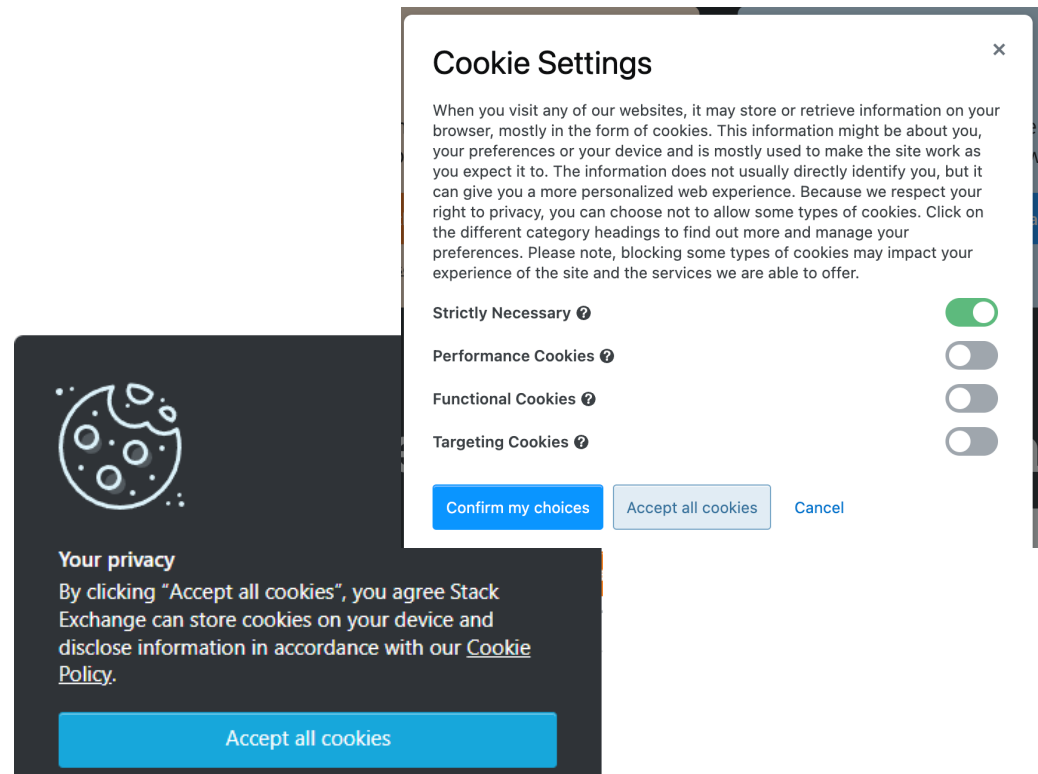 Cookie Settings
When you visit any of our websites, it may store or retrieve information on your
browser, mostly in the form of cookies. This information might be about you,
your preferences or your device and is mostly used to make the site work as
you expect it to. The information does not usually directly identify you, but it
can give you a more personalized web experience. Because we respect your
right to privacy, you can choose not to allow some types of cookies. Click on
the different category headings to find out more and manage your
preferences. Please note, blocking some types of cookies may impact your
experience of the site and the services we are able to offer.
Strictly Necessary
Performance Cookies
Functional Cookies
Targeting Cookies
Confirm my choices
Accept all cookies
Cancel
Your privacy
By clicking “Accept all cookies”, you agree Stack
Exchange can store cookies on your device and
disclose information in accordance with our Cookie
Policy.
Accept all cookies